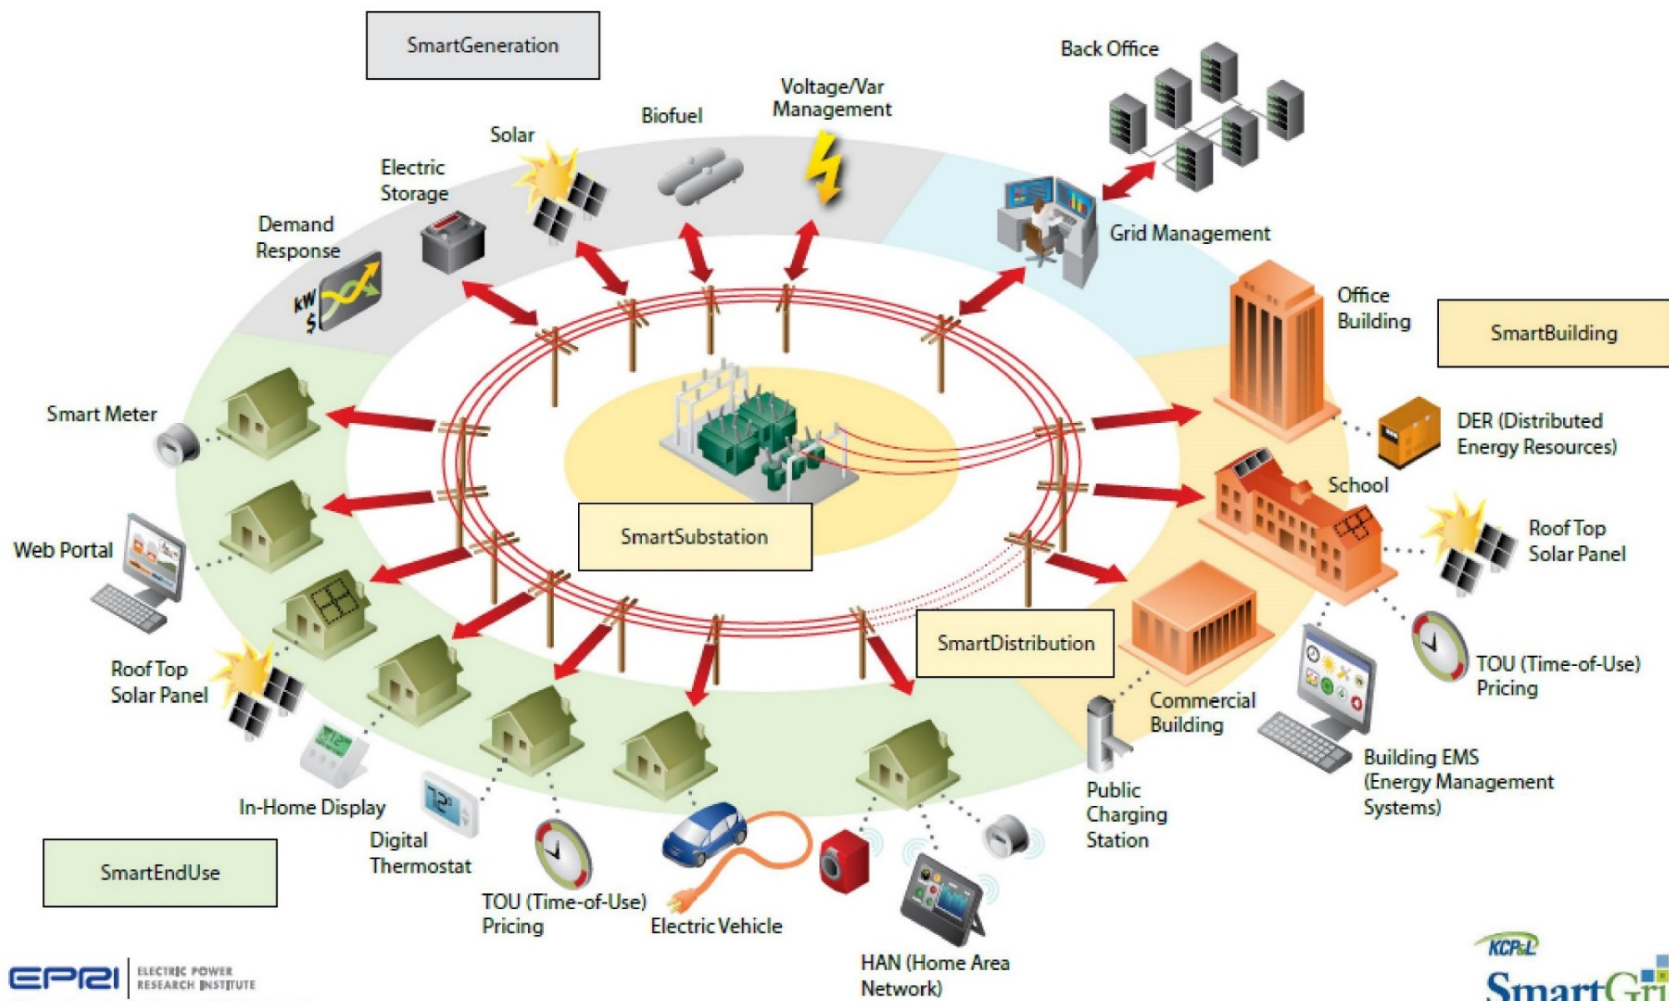 SmartGeneration
Back Office
Voltage/Var
Management
Biofuel
Solar
Electric
Storage
Demand
Response
kW
$
Grid Management
Office
Building
SmartBuilding
Smart Meter
DER (Distributed
Energy Resources)
School
SmartSubstation
Web Portal
Roof Top
Solar Panel
SmartDistribution
Roof Top
Solar Panel
TOU (Time-of-Use)
Pricing
Commercial
Building
Building EMS
(Energy Management
Systems)
Public
Charging
Station
In-Home Display
72°
Digital
Thermostat
SmartEndUse
TOU (Time-of-Use)
Pricing
Electric Vehicle
HAN (Home Area
Network)
EPRI
ELECTRIC POWER
RESEARCH INSTITUTE
KCP&L
SmartGri